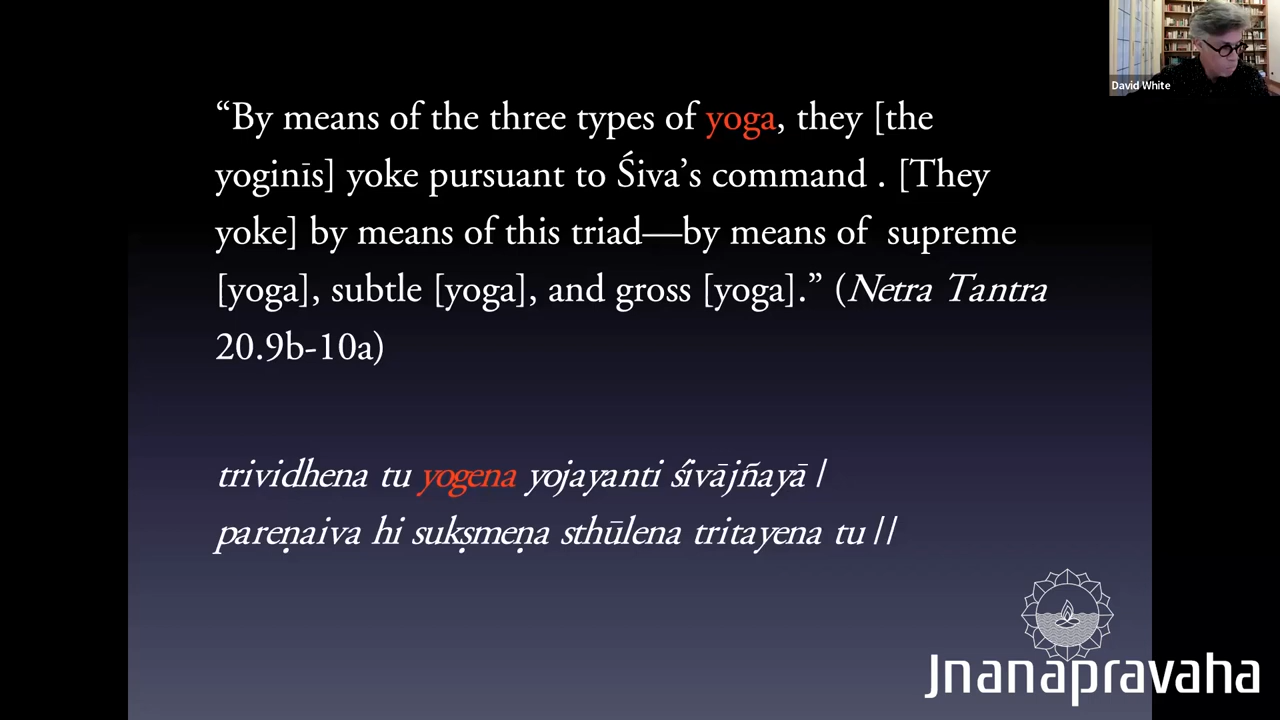 David White
“By means of the three types of yoga, they [the
yoginīs] yoke pursuant to Śiva’s command . [They
yoke] by means of this triad—by means of supreme
[yoga], subtle [yoga], and gross [yoga].” (Netra Tantra
20.9b-10a)
trividhena tu yogena yojayanti śivājñayā /
pareṇaiva hi sukṣmeṇa sthūlena tritayena tu //
Jnanapravaha